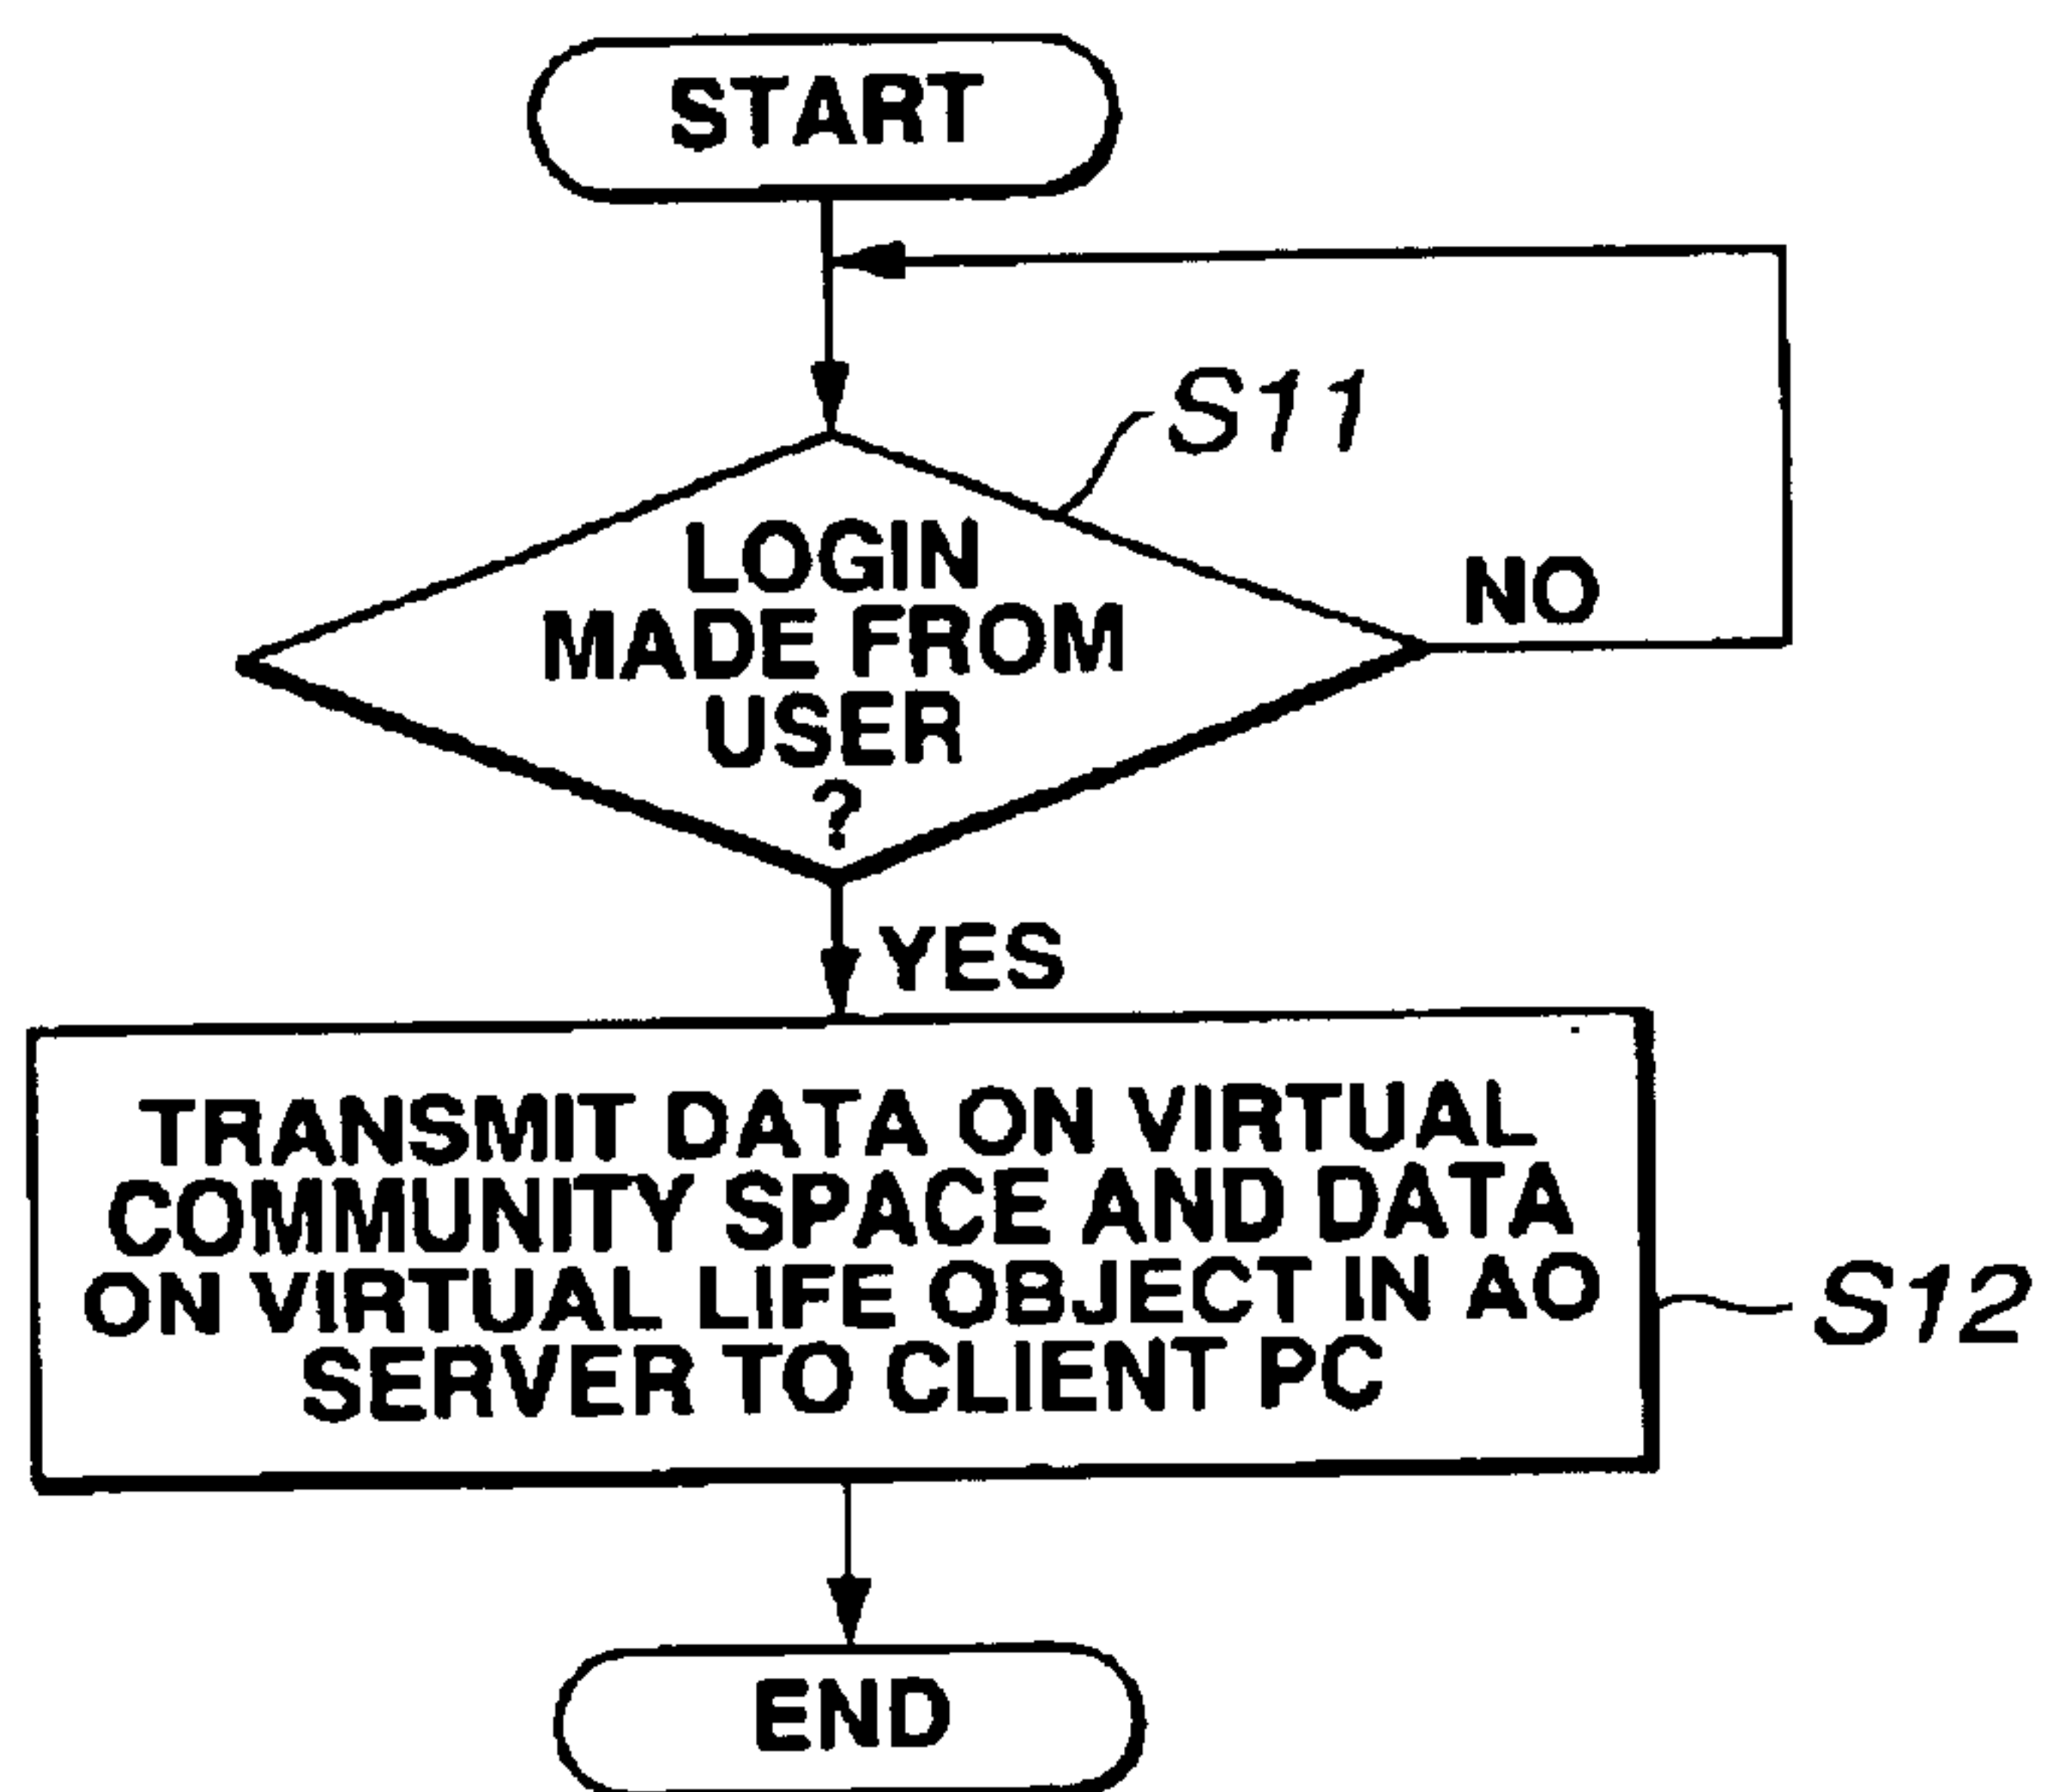 START
S11
LOGIN
MADE FROM
USER
?
NO
YES
TRANSMIT DATA ON VIRTUAL
COMMUNITY SPACE AND DATA
ON VIRTUAL LIFE OBJECT IN AO
SERVER TO CLIENT PC
S12
END